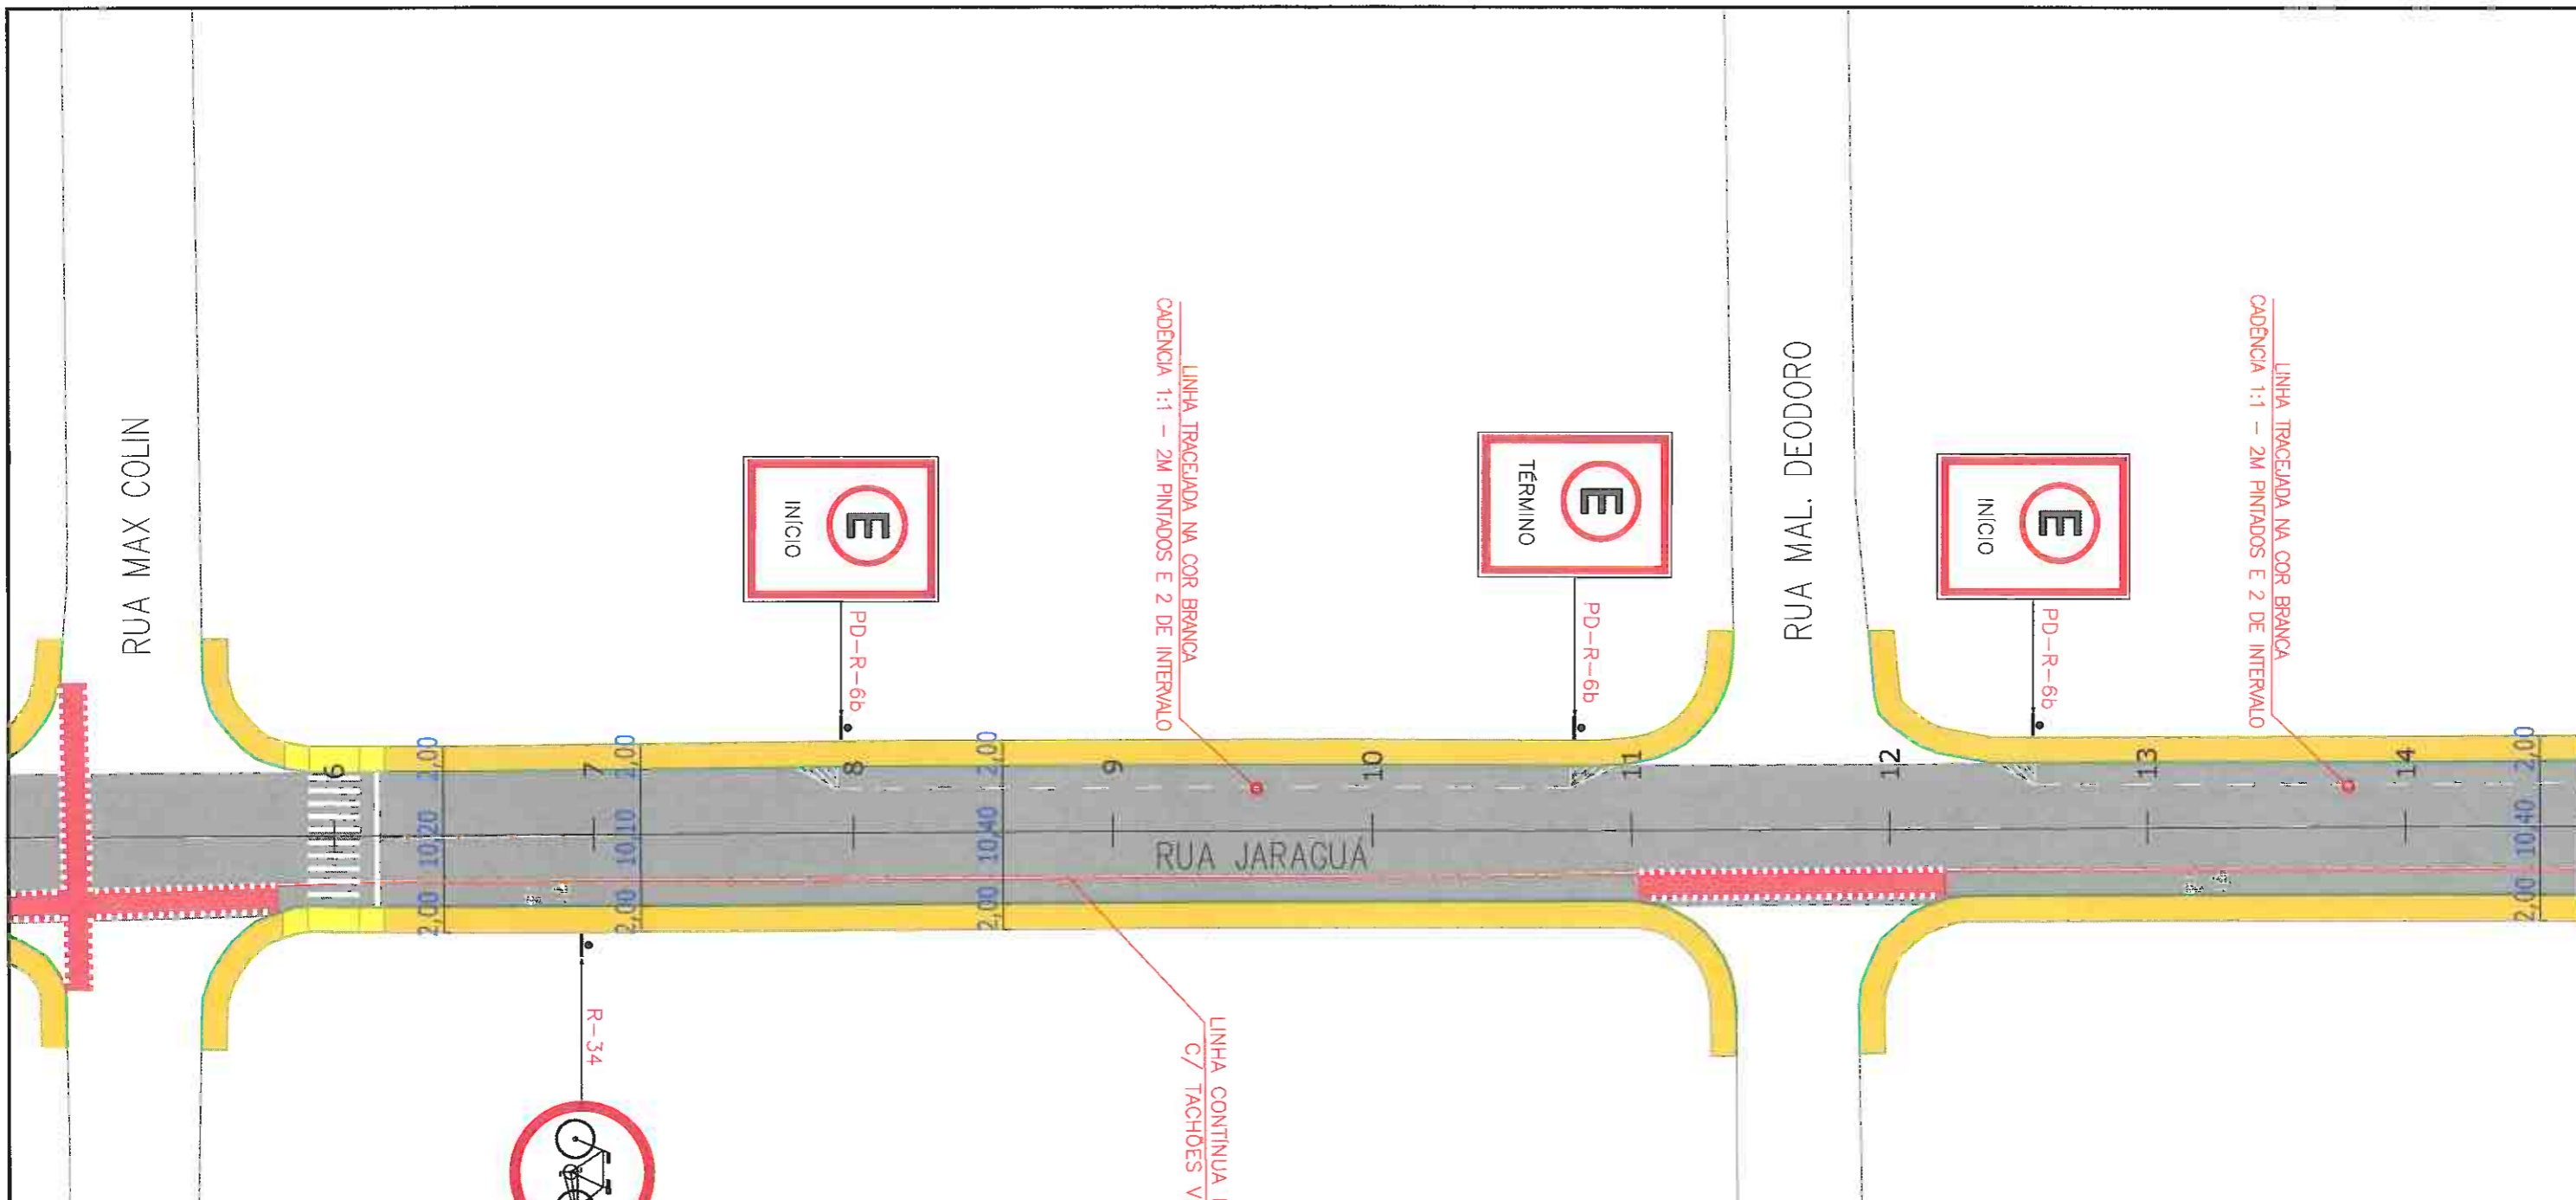 RUA MAX COLIN
E
INÍCIO
PD-R-6b
LINHA TRACEJADA NA COR BRANCA
CADÊNCIA 1:1 - 2M PINTADOS E 2 DE INTERVALO
E
TÉRMINO
PD-R-6b
RUA MAL. DEODORO
E
INÍCIO
PD-R-6b
LINHA TRACEJADA NA COR BRANCA
CADÊNCIA 1:1 - 2M PINTADOS E 2 DE INTERVALO
6
7
8
9
10
11
12
13
14
2,00
10,20
2,00
2,00
10,10
2,00
2,00
10,40
2,00
2,00
10,40
2,00
RUA JARAGUÁ
R-34
LINHA CONTÍNUA
C/ TACHÕES